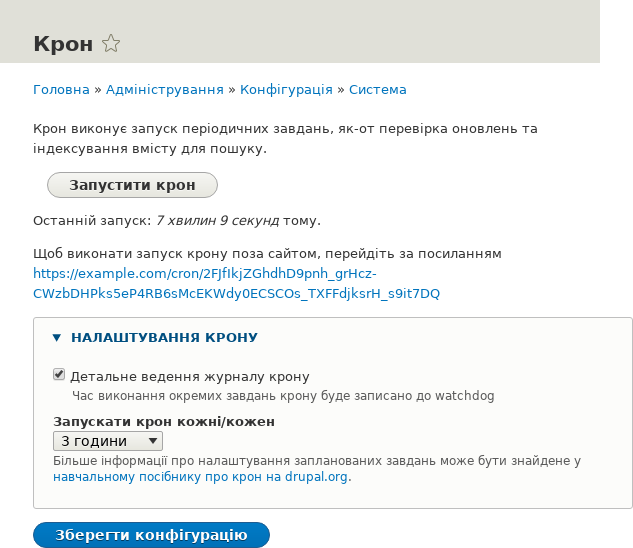 Крон
Головна » Адміністрування » Конфігурація » Система
Крон виконує запуск періодичних завдань, як-от перевірка оновлень та
індексування вмісту для пошуку.
Запустити крон
Останній запуск: 7 хвилин 9 секунд тому.
Щоб виконати запуск крону поза сайтом, перейдіть за посиланням
https://example.com/cron/2FJfIkjZGhdhD9pnh_grHcz-
CWzbDHPks5eP4RB6sMcEKWdy0ECSCOs_TXFFdjksrH_s9it7DQ
НАЛАШТУВАННЯ КРОНУ
Детальне ведення журналу крону
Час виконання окремих завдань крону буде записано до watchdog
Запускати крон кожні/кожен
3 години
Більше інформації про налаштування запланованих завдань може бути знайдене у
навчальному посібнику про крон на drupal.org.
Зберегти конфігурацію